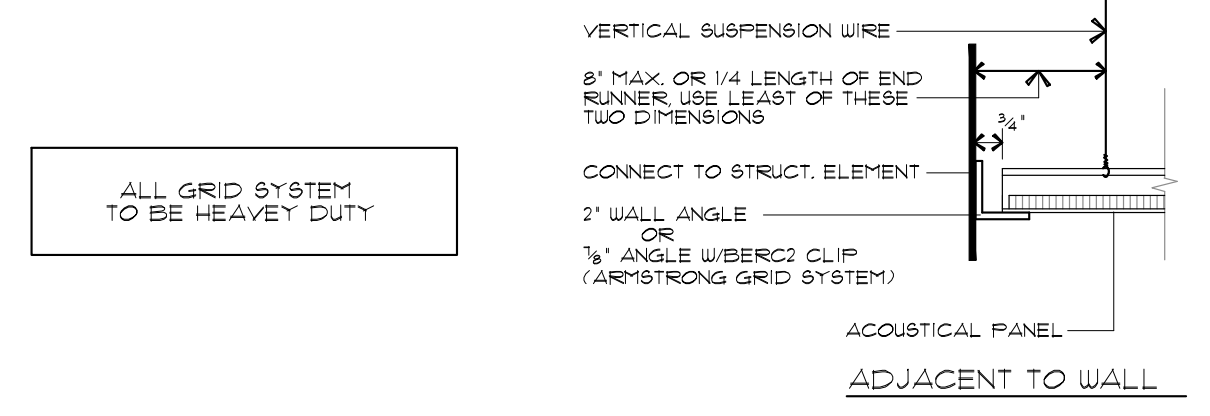 ALL GRID SYSTEM
TO BE HEAVEY DUTY
VERTICAL SUSPENSION WIRE
8" MAX. OR 1/4 LENGTH OF END
RUNNER, USE LEAST OF THESE
TWO DIMENSIONS
3/4"
CONNECT TO STRUCT. ELEMENT
2" WALL ANGLE
OR
7/8" ANGLE W/BERC2 CLIP
(ARMSTRONG GRID SYSTEM)
ACOUSTICAL PANEL
ADJACENT TO WALL